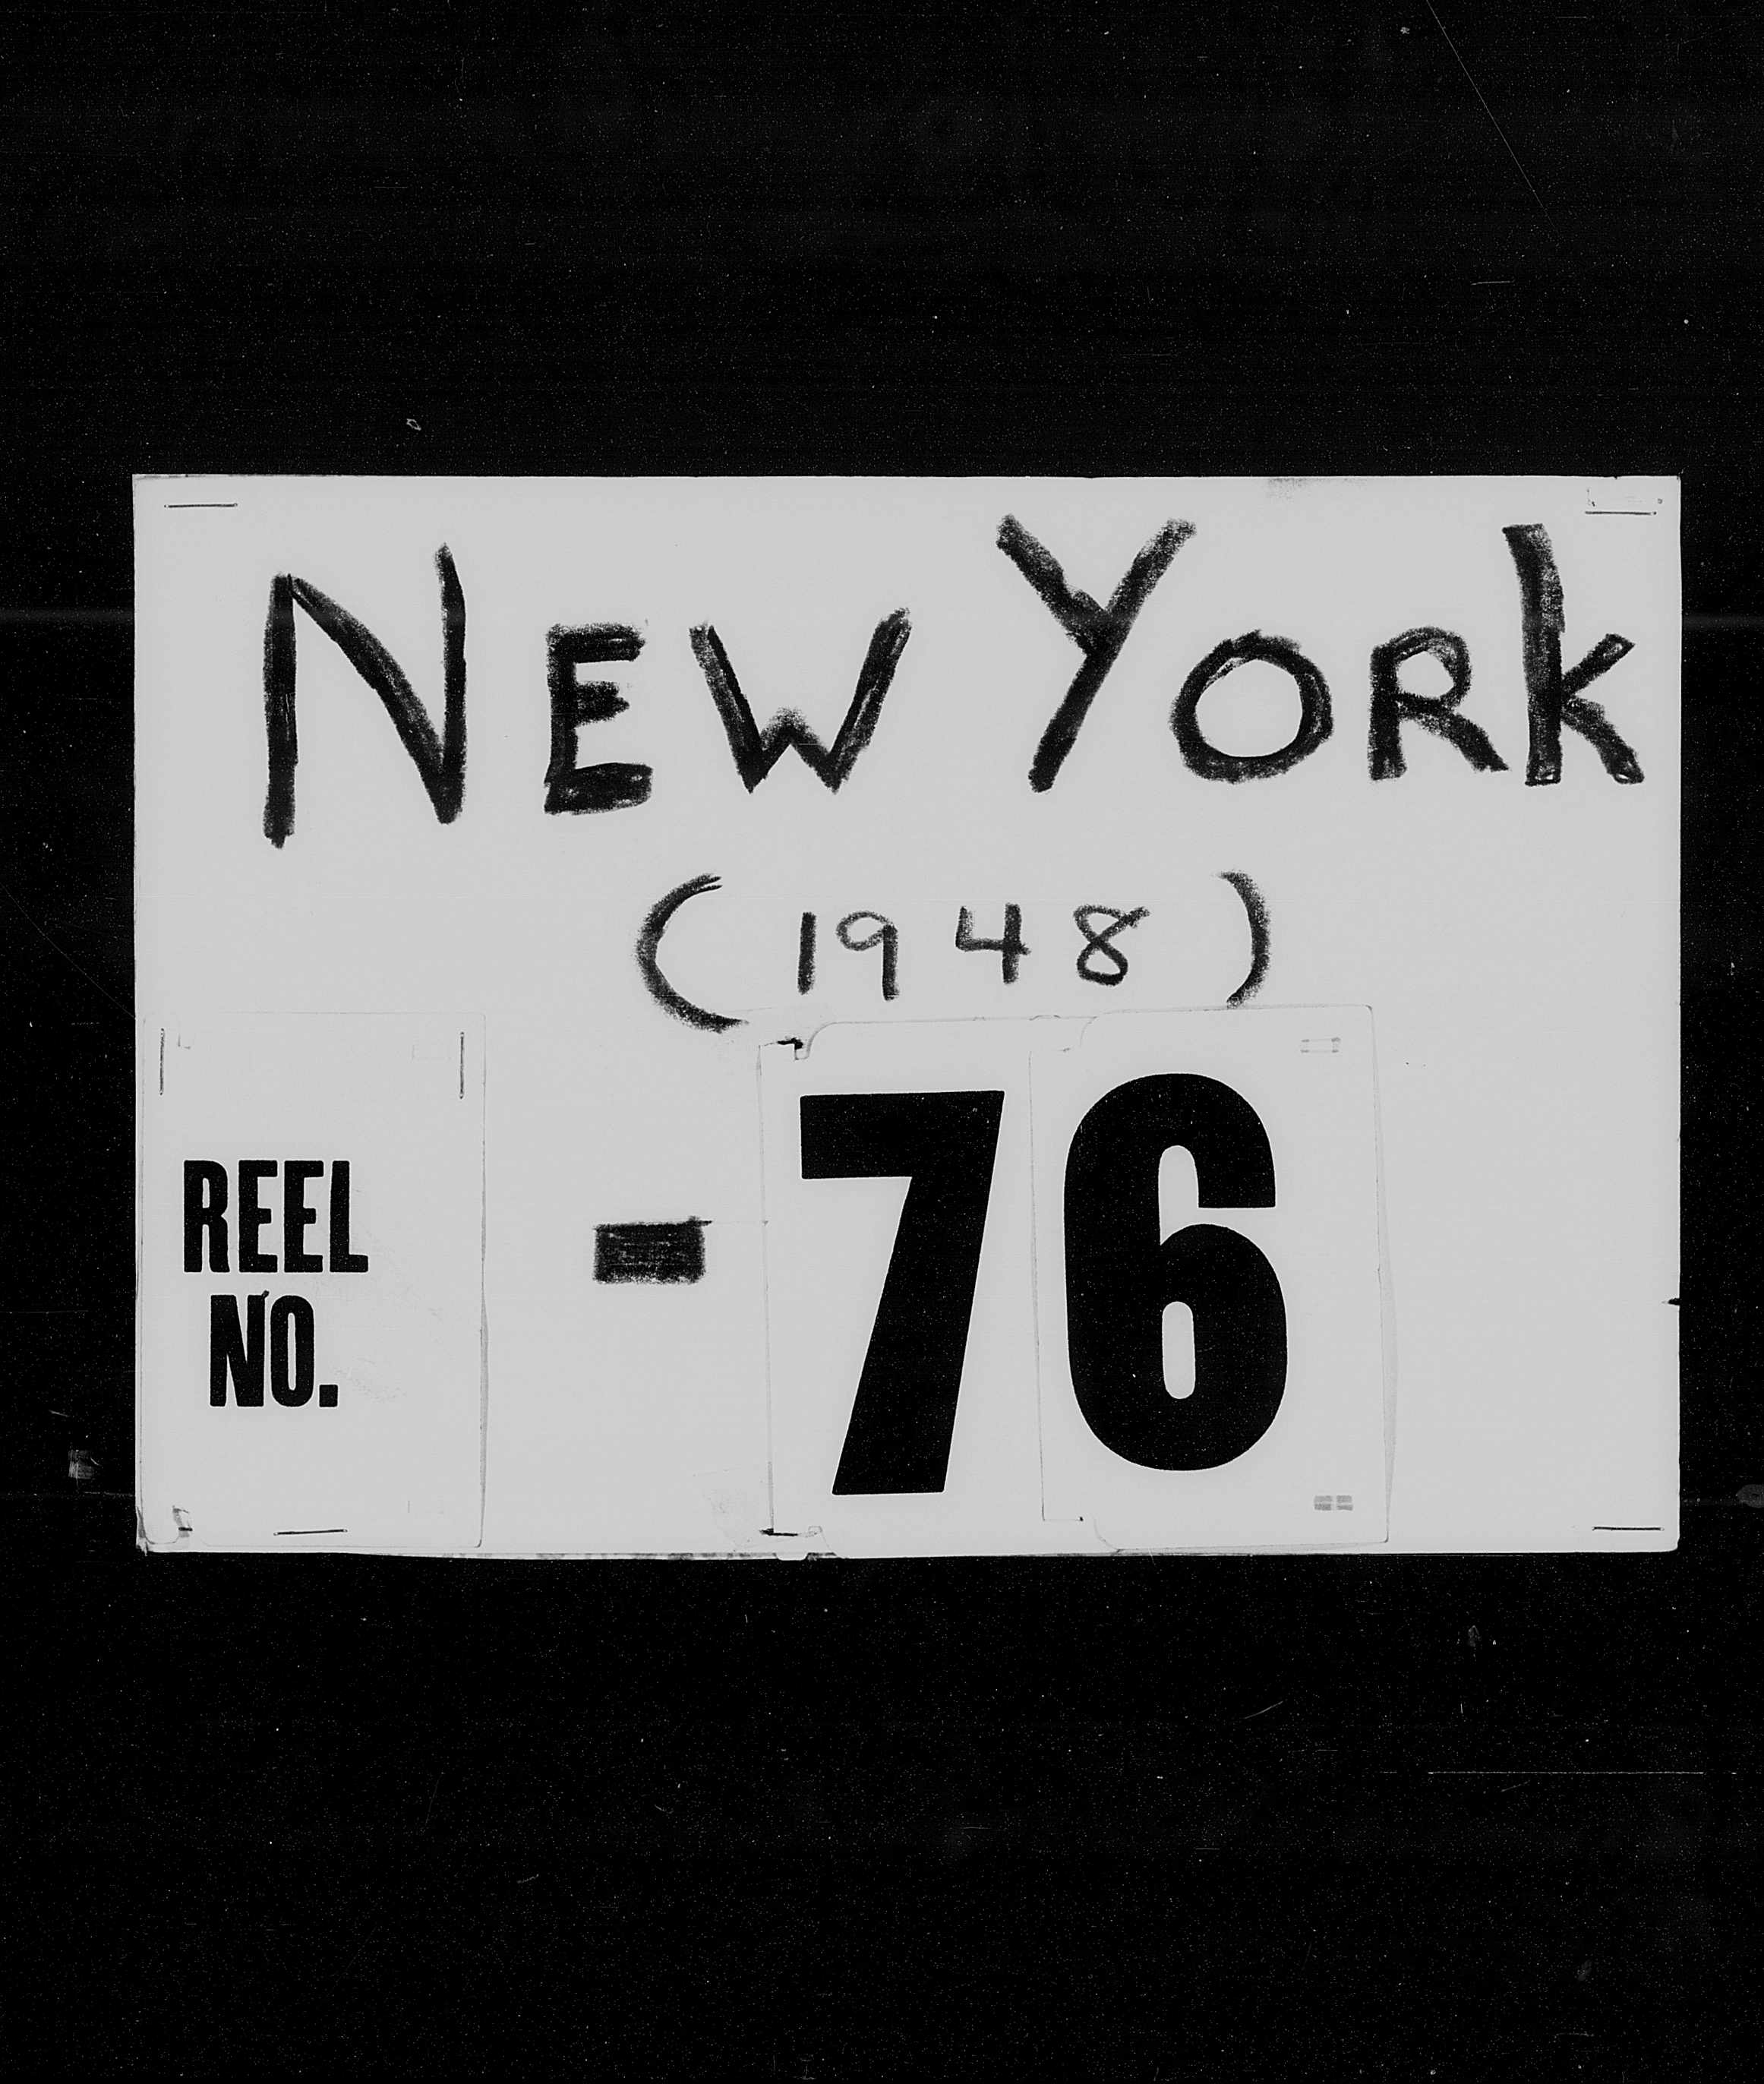 NEW YORK
(1948)
REEL
NO. - 76